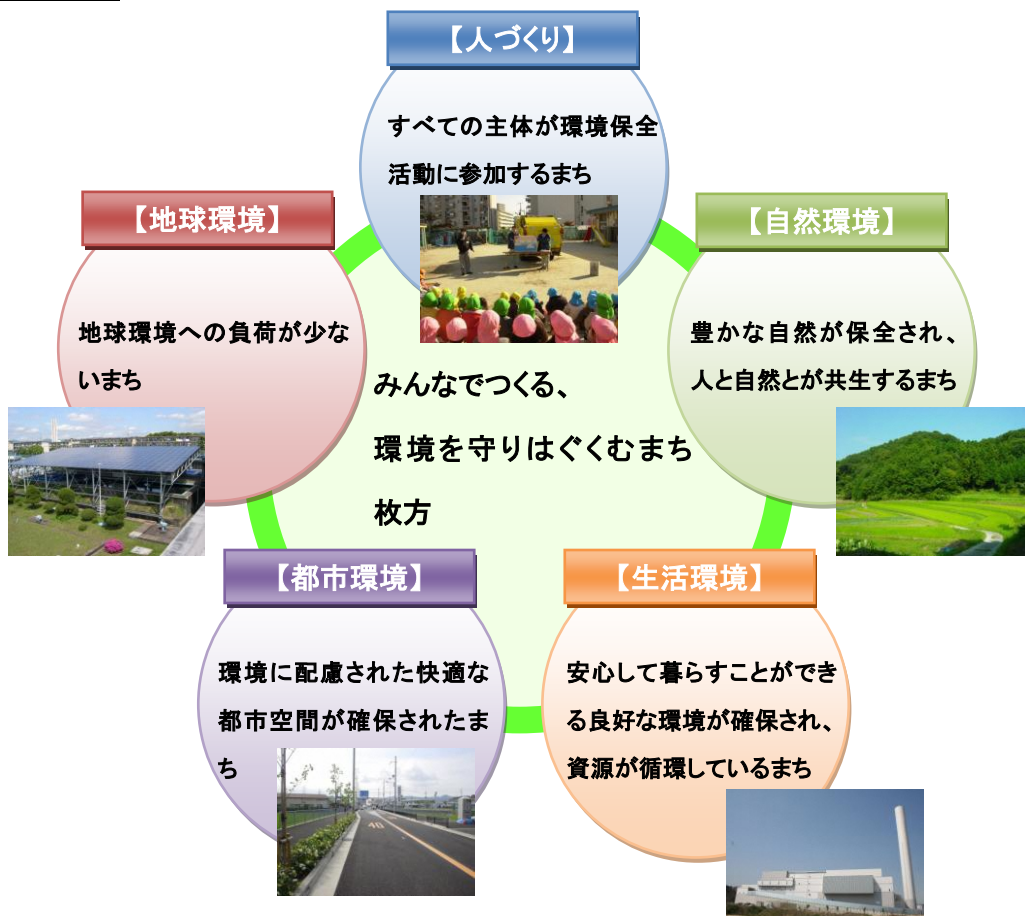 【人づくり】
すべての主体が環境保全
活動に参加するまち
【地球環境】
地球環境への負荷が少な
いまち
【自然環境】
豊かな自然が保全され、
人と自然とが共生するまち
みんなでつくる、
環境を守りはぐくむまち
枚方
【都市環境】
環境に配慮された快適な
都市空間が確保されたま
ち
40
【生活環境】
安心して暮らすことができ
る良好な環境が確保され、
資源が循環しているまち